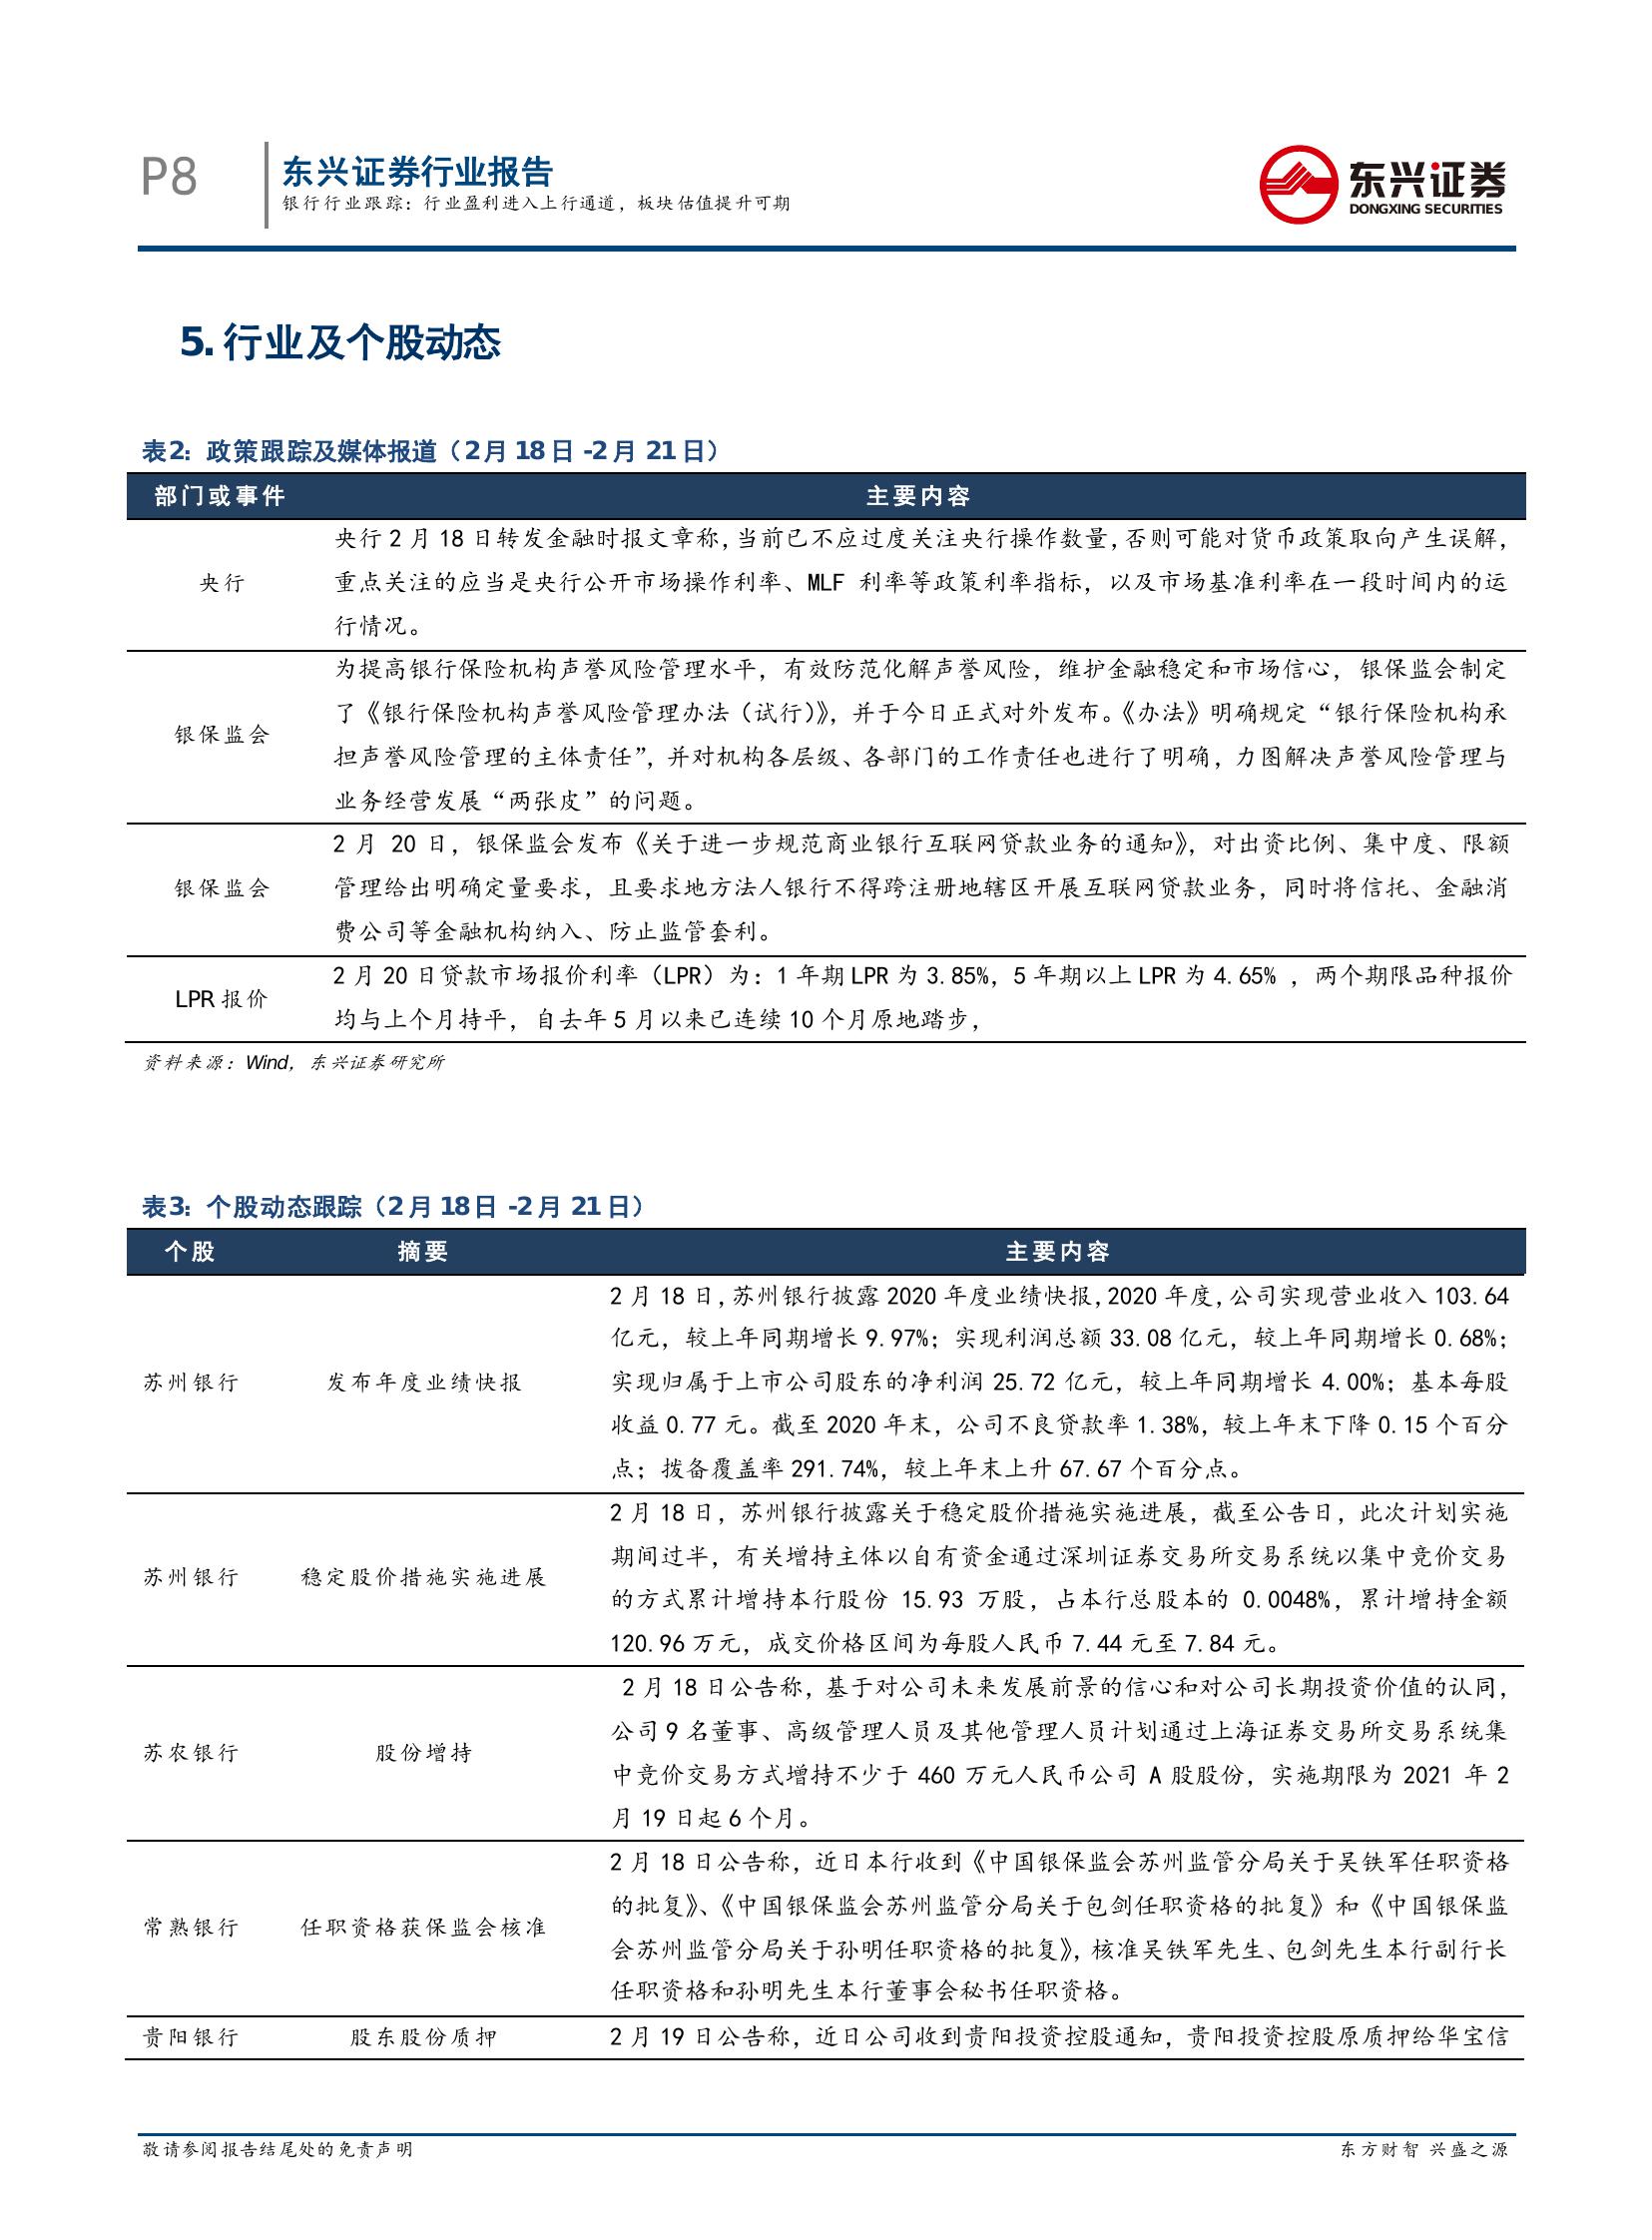 P8
东兴证券行业报告
银行行业跟踪：行业盈利进入上行通道，板块估值提升可期
东兴证券
DONGXING SECURITIES
5. 行业及个股动态
表2：政策跟踪及媒体报道（2月18日-2月21日）
部门或事件 主要内容
央行2月18日转发金融时报文章称，当前已不应过度关注央行操作数量，否则可能对货币政策取向产生误解，
央行 重点关注的应当是央行公开市场操作利率、MLF 利率等政策利率指标，以及市场基准利率在一段时间内的运
行情况。
为提高银行保险机构声誉风险管理水平，有效防范化解声誉风险，维护金融稳定和市场信心，银保监会制定
了《银行保险机构声誉风险管理办法（试行）》，并于今日正式对外发布。《办法》明确规定“银行保险机构承
银保监会
担声誉风险管理的主体责任”，并对机构各层级、各部门的工作责任也进行了明确，力图解决声誉风险管理与
业务经营发展“两张皮”的问题。
2月 20日，银保监会发布《关于进一步规范商业银行互联网贷款业务的通知》，对出资比例、集中度、限额
银保监会 管理给出明确定量要求，且要求地方法人银行不得跨注册地辖区开展互联网贷款业务，同时将信托、金融消
费公司等金融机构纳入、防止监管套利。
2月20日贷款市场报价利率（LPR）为：1年期LPR为3.85%，5年期以上LPR为4.65% ，两个期限品种报价
LPR报价
均与上个月持平，自去年5月以来已连续10个月原地踏步，
资料来源：Wind，东兴证券研究所
表3：个股动态跟踪（2月18日-2月21日）
个股 摘要 主要内容
2月18日，苏州银行披露2020年度业绩快报，2020年度，公司实现营业收入103.64
亿元，较上年同期增长9.97%；实现利润总额33.08亿元，较上年同期增长0.68%；
苏州银行 发布年度业绩快报 实现归属于上市公司股东的净利润25.72亿元，较上年同期增长4.00%；基本每股
收益0.77元。截至2020年末，公司不良贷款率1.38%，较上年末下降0.15个百分
点；拨备覆盖率291.74%，较上年末上升67.67个百分点。
2月18日，苏州银行披露关于稳定股价措施实施进展，截至公告日，此次计划实施
期间过半，有关增持主体以自有资金通过深圳证券交易所交易系统以集中竞价交易
苏州银行 稳定股价措施实施进展
的方式累计增持本行股份 15.93 万股，占本行总股本的 0.0048%，累计增持金额
120.96万元，成交价格区间为每股人民币7.44元至7.84元。
2月18日公告称，基于对公司未来发展前景的信心和对公司长期投资价值的认同，
公司9名董事、高级管理人员及其他管理人员计划通过上海证券交易所交易系统集
苏农银行 股份增持
中竞价交易方式增持不少于460万元人民币公司A股股份，实施期限为2021 年2
月19日起6个月。
2月18日公告称，近日本行收到《中国银保监会苏州监管分局关于吴铁军任职资格
的批复》、《中国银保监会苏州监管分局关于包剑任职资格的批复》和《中国银保监
常熟银行 任职资格获保监会核准
会苏州监管分局关于孙明任职资格的批复》，核准吴铁军先生、包剑先生本行副行长
任职资格和孙明先生本行董事会秘书任职资格。
贵阳银行 股东股份质押 2月19日公告称，近日公司收到贵阳投资控股通知，贵阳投资控股原质押给华宝信
敬请参阅报告结尾处的免责声明
东方财智 兴盛之源